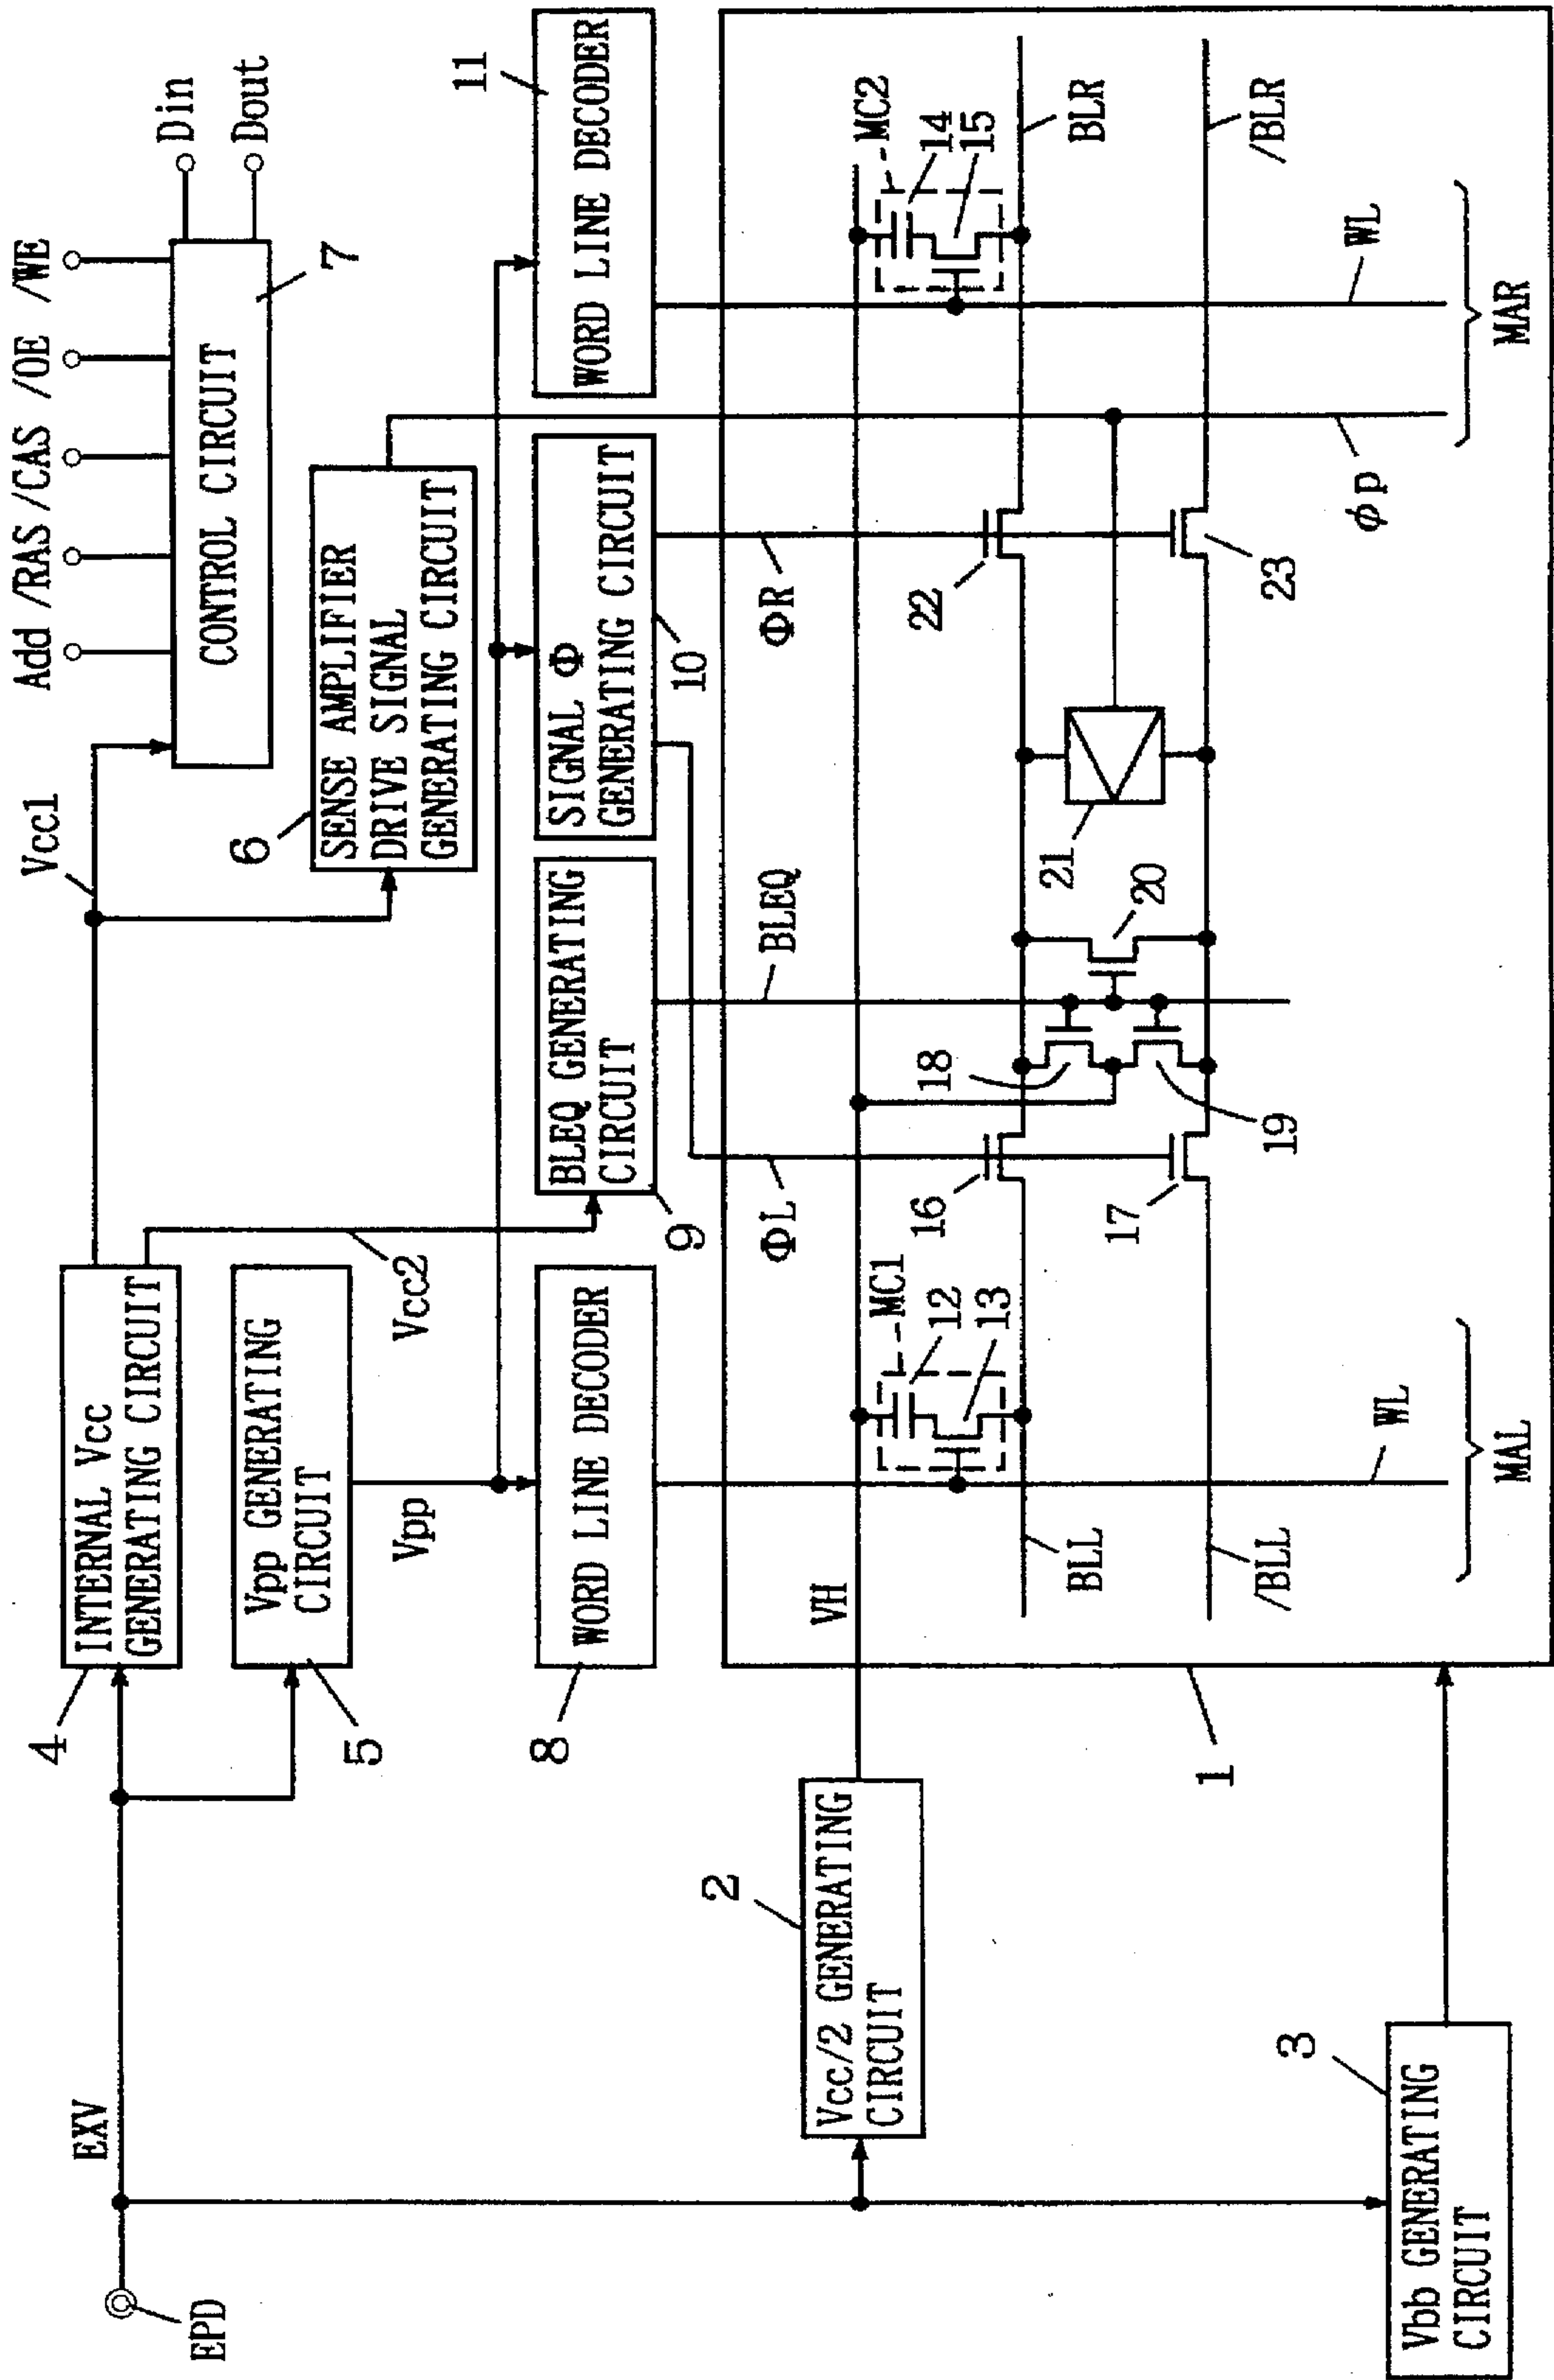 EPD
EXV
4
INTERNAL Vcc
GENERATING CIRCUIT
Vcc1
Add /RAS /CAS /OE /WE
CONTROL CIRCUIT
7
Din
Dout
5
Vpp GENERATING
CIRCUIT
Vcc2
6
SENSE AMPLIFIER
DRIVE SIGNAL
GENERATING CIRCUIT
Vpp
8
WORD LINE DECODER
9
BLEQ GENERATING
CIRCUIT
SIGNAL Φ
GENERATING CIRCUIT
10
11
WORD LINE DECODER
2
Vcc/2 GENERATING
CIRCUIT
VH
MC1
12
13
ΦL
BLEQ
ΦR
MC2
14
15
16
18
20
22
BLL
BLR
17
19
21
23
/BLL
/BLR
WL
ϕp
WL
MAL
MAR
1
3
Vbb GENERATING
CIRCUIT